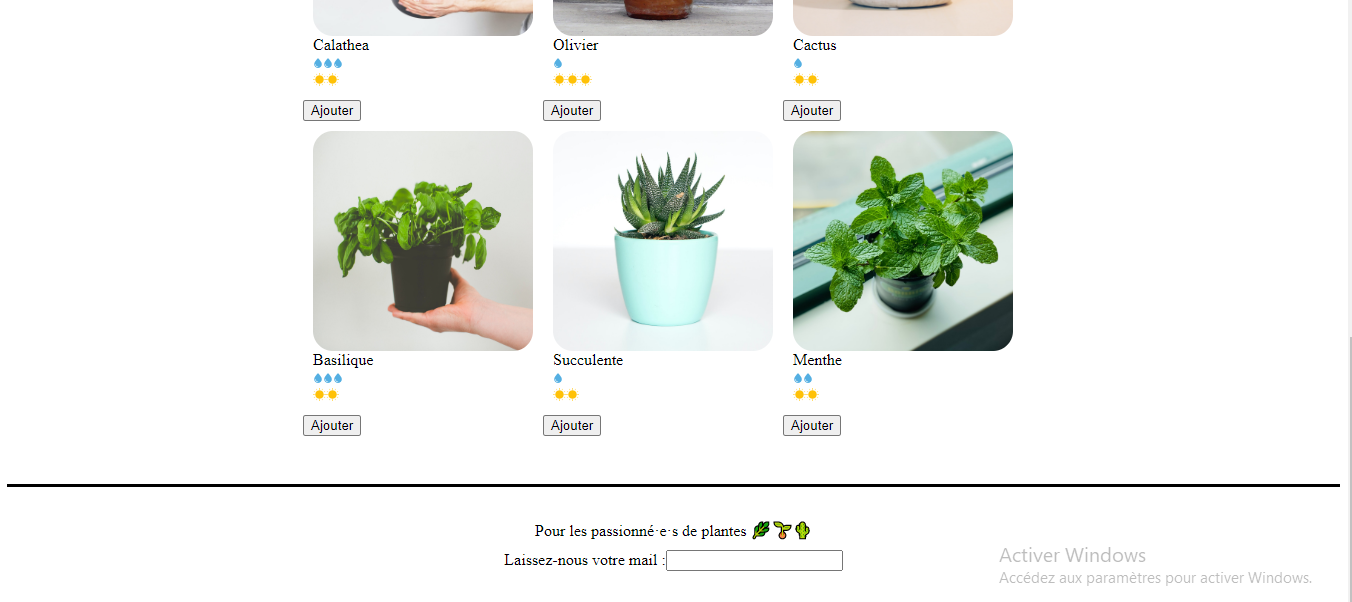 Calathea
Olivier
Cactus
Ajouter
Ajouter
Ajouter
Basilique
Succulente
Menthe
Ajouter
Ajouter
Ajouter
Pour les passionné·e·s de plantes
Laissez-nous votre mail :
Activer Windows
Accédez aux paramètres pour activer Windows.